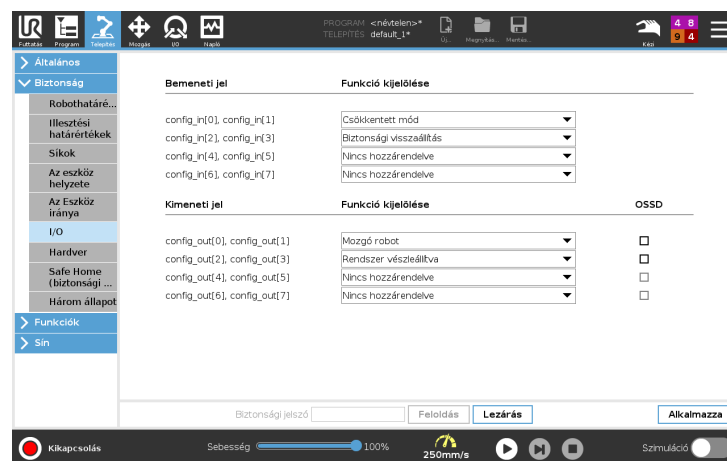 UR
PROGRAM <névtelen>*
TELEPÍTÉS default_1*
Futtatás Program Telepítés Mozgás I/O Napló Új... Megnyitás... Mentés... Kézi
4 8
9 4
Általános
Biztonság
Robothatáré...
Illesztési
határértékek
Síkok
Az eszköz
helyzete
Az Eszköz
iránya
I/O
Hardver
Safe Home
(biztonsági ...
Három állapot
Funkciók
Sín
Bemeneti jel Funkció kijelölése
config_in[0], config_in[1] Csökkentett mód
config_in[2], config_in[3] Biztonsági visszaállítás
config_in[4], config_in[5] Nincs hozzárendelve
config_in[6], config_in[7] Nincs hozzárendelve
Kimeneti jel Funkció kijelölése OSSD
config_out[0], config_out[1] Mozgó robot
config_out[2], config_out[3] Rendszer vészleállítva
config_out[4], config_out[5] Nincs hozzárendelve
config_out[6], config_out[7] Nincs hozzárendelve
Biztonsági jelszó Feloldás Lezárás Alkalmazza
Kikapcsolás Sebesség 100% 250mm/s Szimuláció